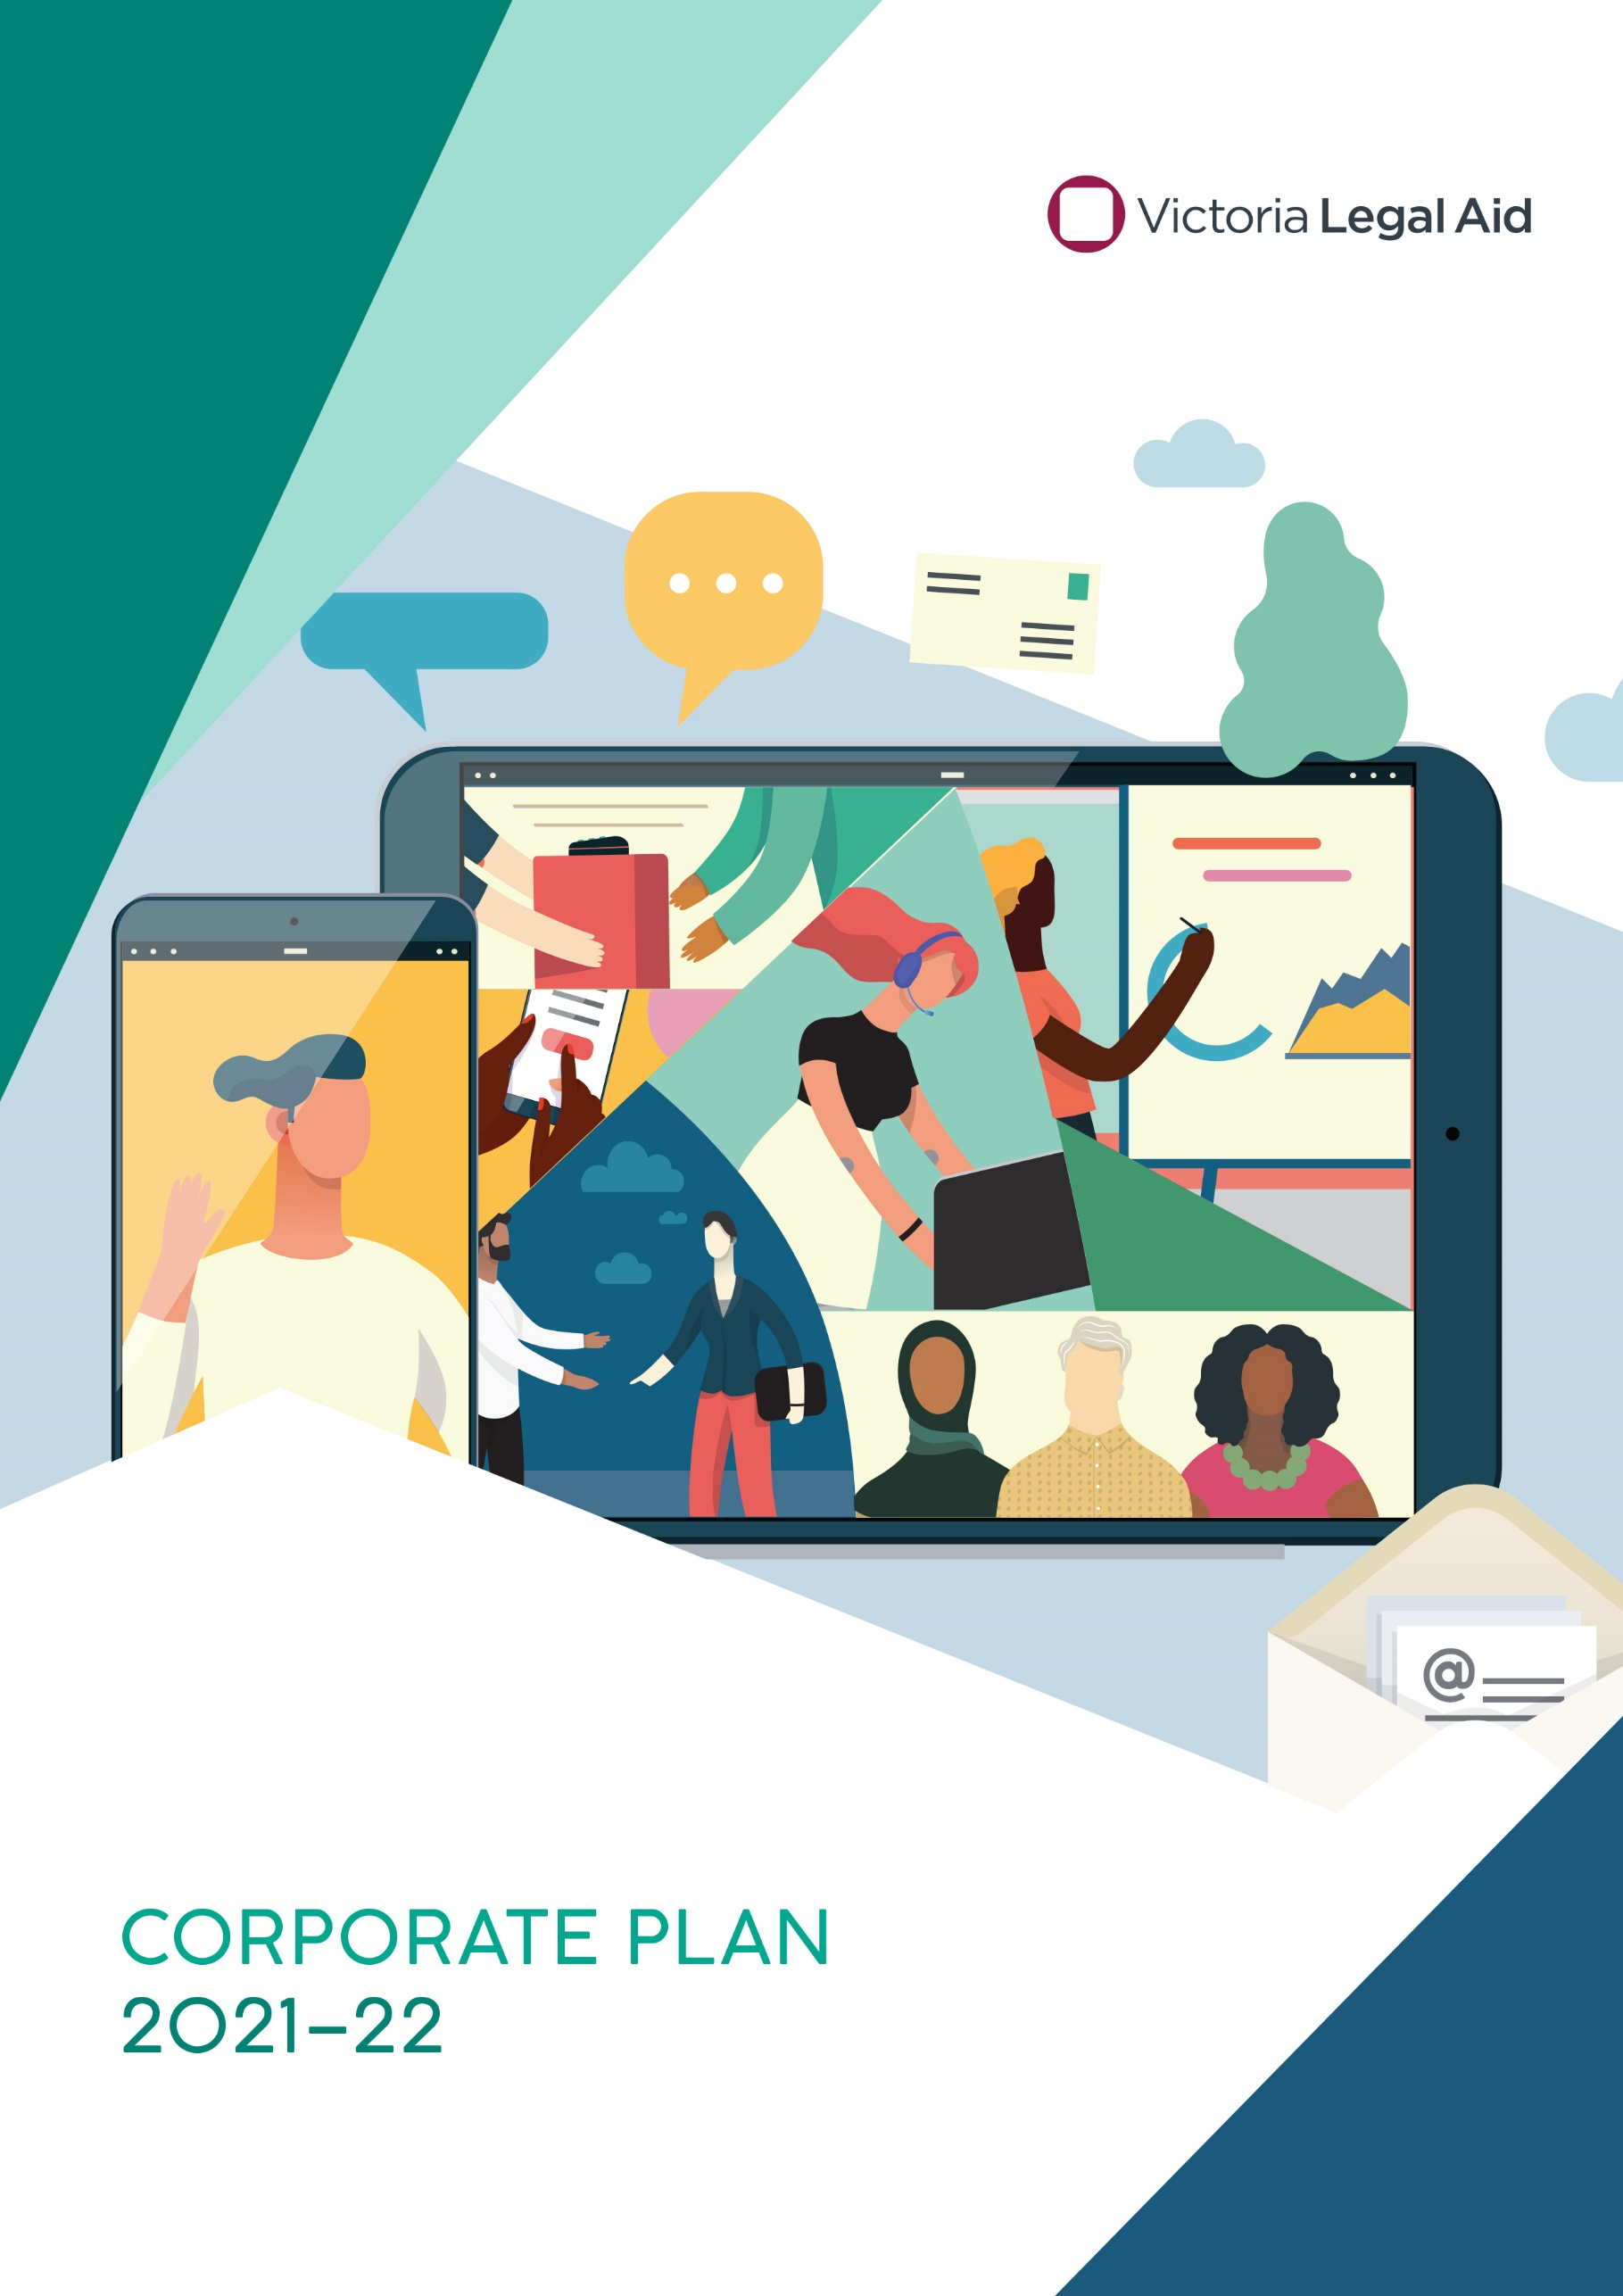 Victoria Legal Aid
@
CORPORATE PLAN
2021–22